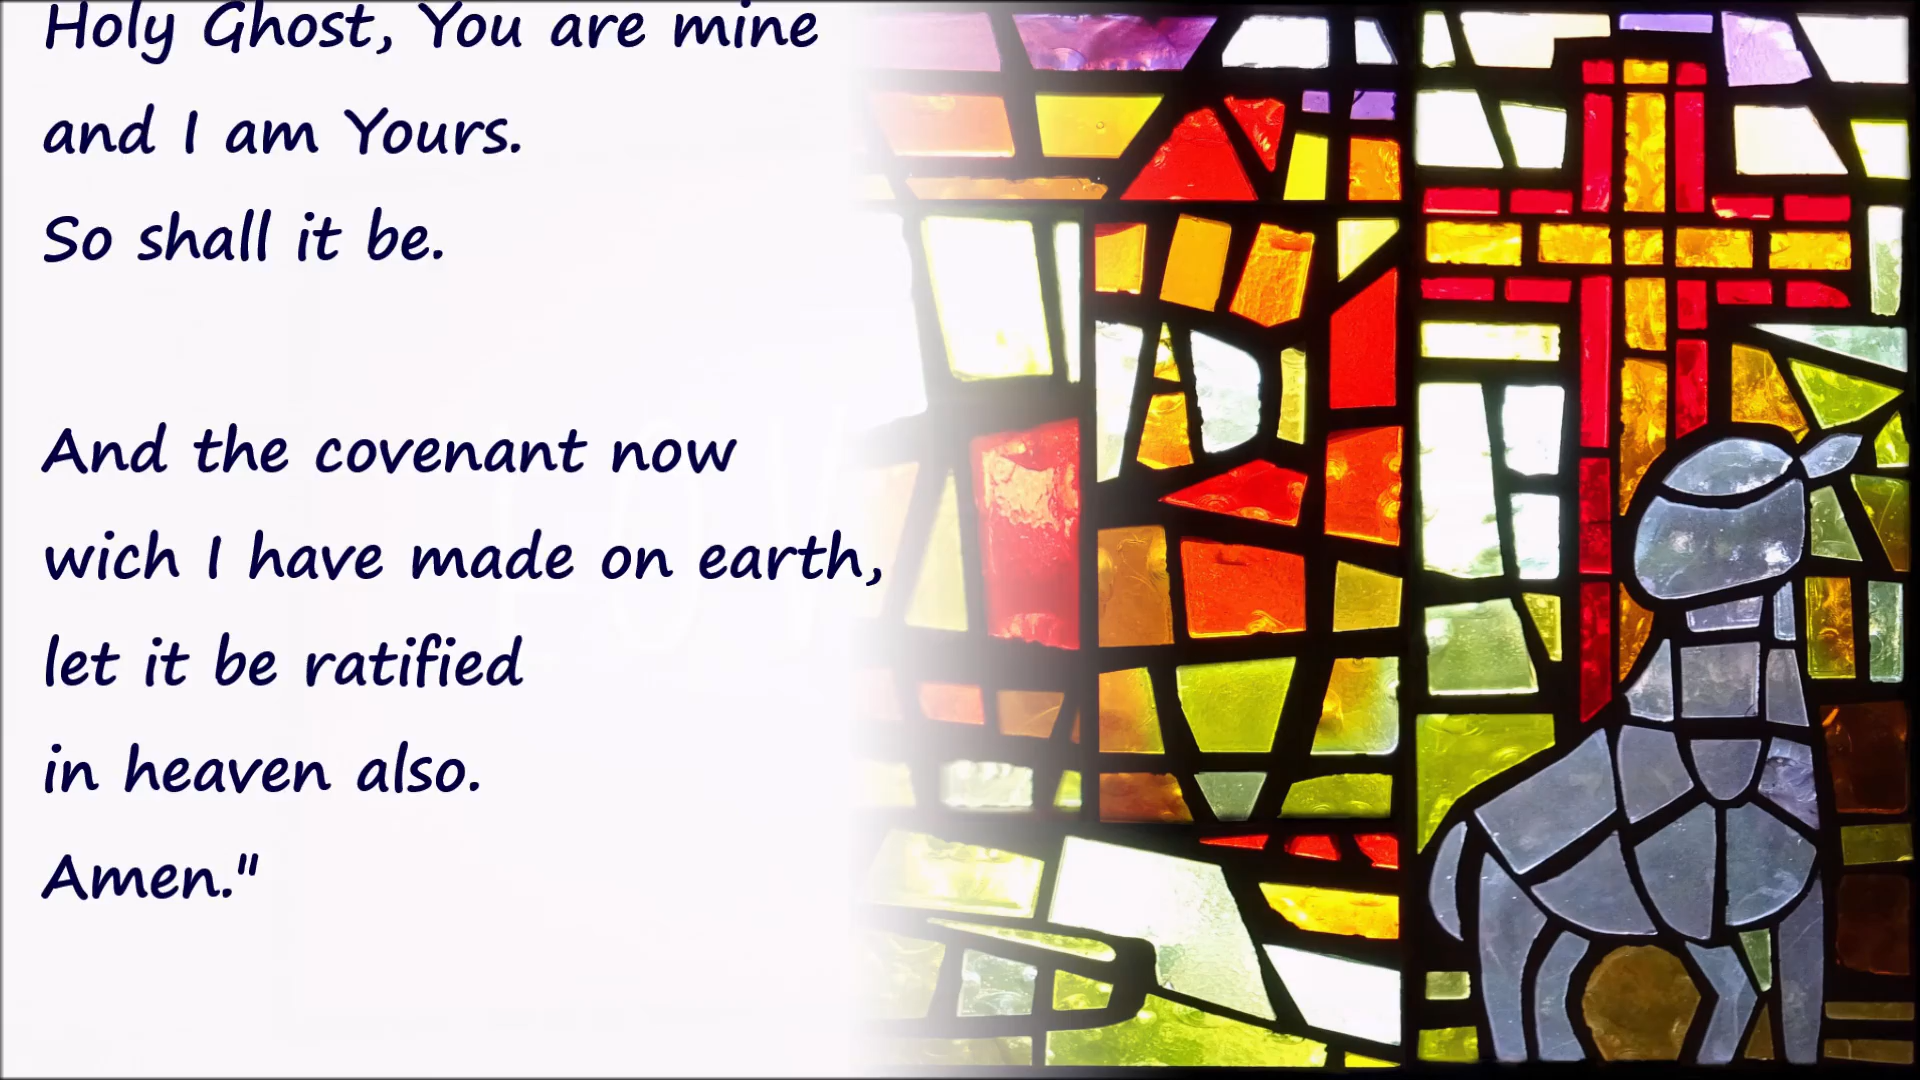 Holy Ghost, You are mine
and I am Yours.
So shall it be.
And the covenant now
wich I have made on earth,
let it be ratified
in heaven also.
Amen."